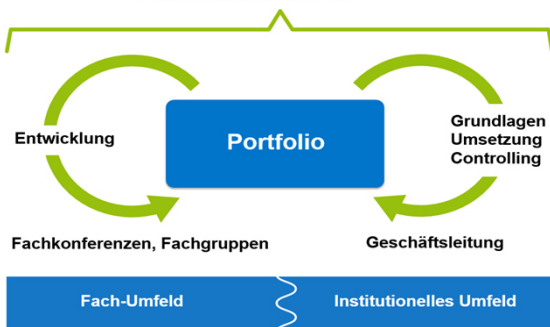 Entwicklung
Portfolio
Grundlagen
Umsetzung
Controlling
Fachkonferenzen, Fachgruppen
Geschäftsleitung
Fach-Umfeld
Institutionelles Umfeld